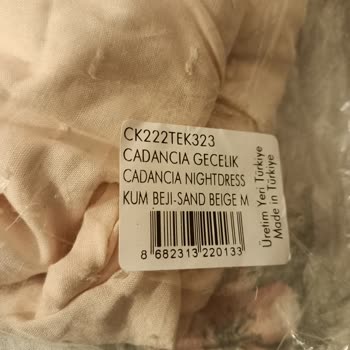 CK222TEK323
CADANCIA GECELIK
CADANCIA NIGHTDRESS
KUM BEJI-SAND BEIGE M
8 682313 220133
Üretim Yeri Türkiye
Made in Türkiye